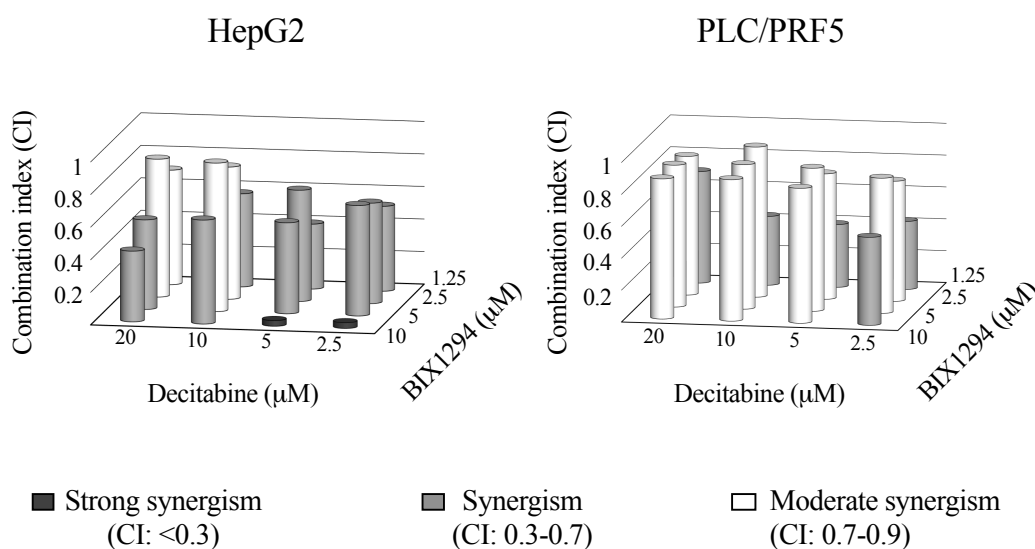 HepG2
PLC/PRF5
Combination index (CI)
1
0.8
0.6
0.4
0.2
20
10
5
2.5
10
5
2.5
1.25
Decitabine (μM)
BIX1294 (μM)
Combination index (CI)
1
0.8
0.6
0.4
0.2
20
10
5
2.5
10
5
2.5
1.25
Decitabine (μM)
BIX1294 (μM)
Strong synergism
(CI: <0.3)
Synergism
(CI: 0.3-0.7)
Moderate synergism
(CI: 0.7-0.9)